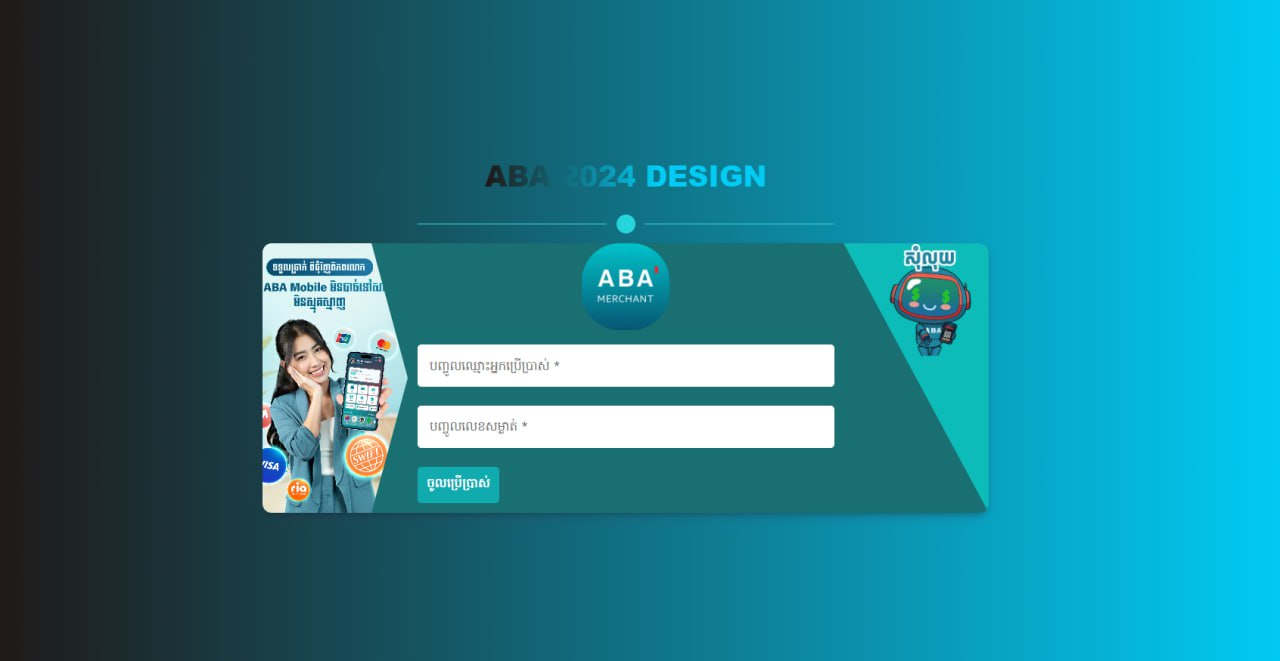 ABA 2024 DESIGN
ទទួលប្រាក់ ពីជុំវិញពិភពលោក
ABA Mobile មិនបាច់ទៅសា
មិនស្មុគស្មាញ
VISA
ria
SWIFT
ABA'
MERCHANT
បញ្ចូលឈ្មោះអ្នកប្រើប្រាស់ *
បញ្ចូលលេខសម្ងាត់ *
ចូលប្រើប្រាស់
សុំលុយ
$ $
ABA